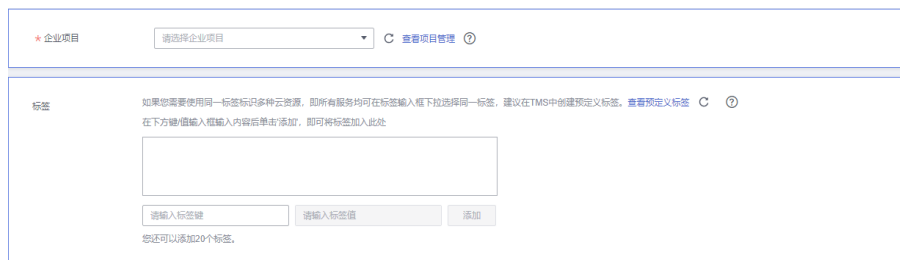 * 企业项目 请选择企业项目 查看项目管理
标签 如果您需要使用同一标签标识多种云资源，即所有服务均可在标签输入框下拉选择同一标签，建议在TMS中创建预定义标签。查看预定义标签
在下方键/值输入框输入内容后单击'添加'，即可将标签加入此处
请输入标签键 请输入标签值 添加
您还可以添加20个标签。